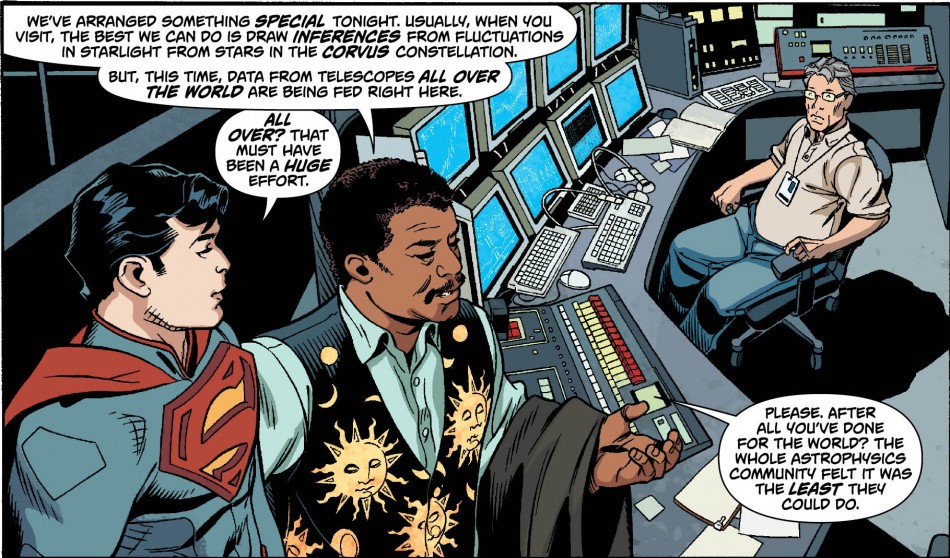 WE'VE ARRANGED SOMETHING SPECIAL TONIGHT. USUALLY, WHEN YOU
VISIT, THE BEST WE CAN DO IS DRAW INFERENCES FROM FLUCTUATIONS
IN STARLIGHT FROM STARS IN THE CORVUS CONSTELLATION.
BUT, THIS TIME, DATA FROM TELESCOPES ALL OVER
THE WORLD ARE BEING FED RIGHT HERE.
ALL
OVER? THAT
MUST HAVE
BEEN A HUGE
EFFORT.
PLEASE. AFTER
ALL YOU'VE DONE
FOR THE WORLD? THE
WHOLE ASTROPHYSICS
COMMUNITY FELT IT WAS
THE LEAST THEY
COULD DO.